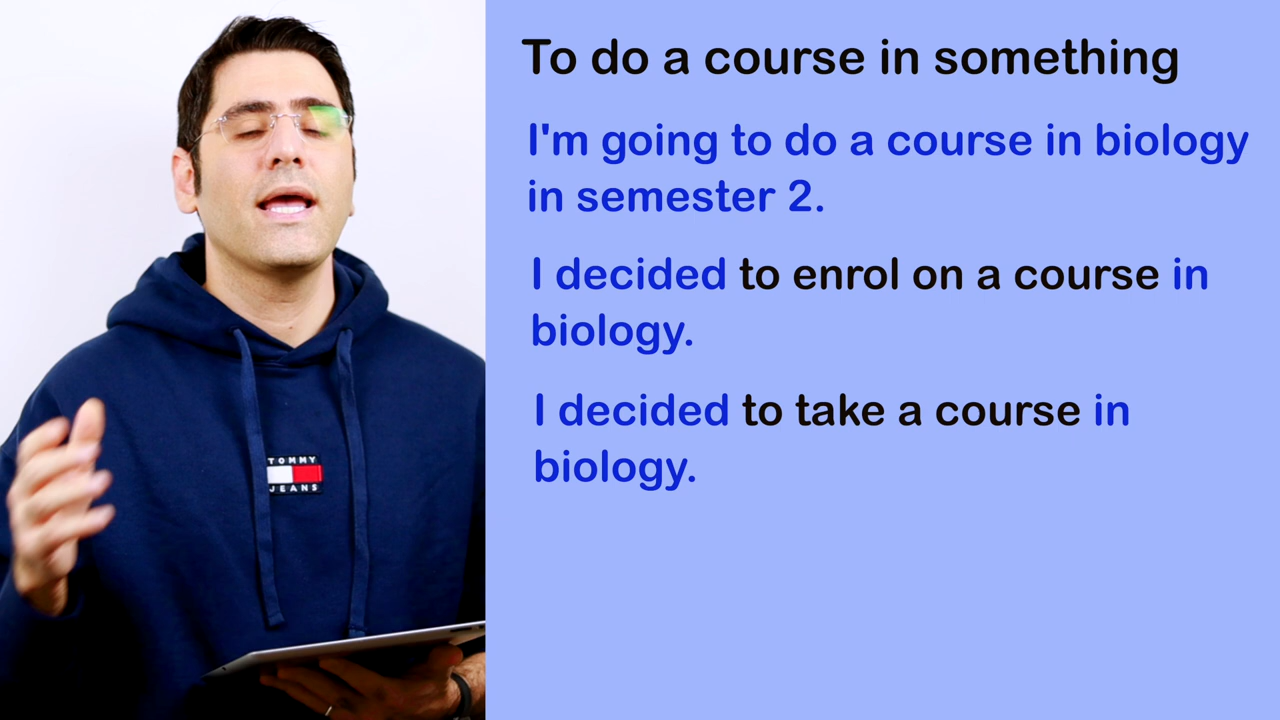 To do a course in something
I'm going to do a course in biology
in semester 2.
I decided to enrol on a course in
biology.
I decided to take a course in
biology.
TOMMY
JEANS